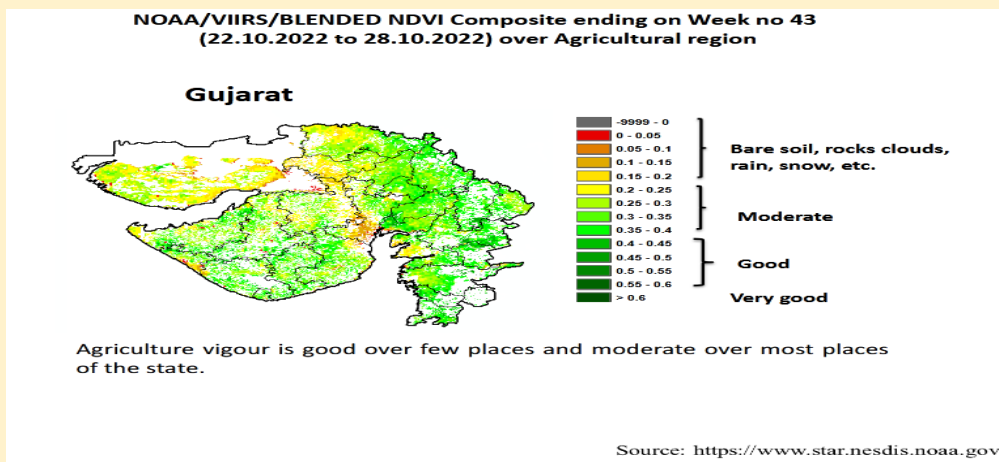 NOAA/VIIRS/BLENDED NDVI Composite ending on Week no 43
(22.10.2022 to 28.10.2022) over Agricultural region
Gujarat
-9999 - 0
0 - 0.05
0.05 - 0.1
0.1 - 0.15
0.15 - 0.2
0.2 - 0.25
0.25 - 0.3
0.3 - 0.35
0.35 - 0.4
0.4 - 0.45
0.45 - 0.5
0.5 - 0.55
0.55 - 0.6
> 0.6
Bare soil, rocks clouds,
rain, snow, etc.
Moderate
Good
Very good
Agriculture vigour is good over few places and moderate over most places
of the state.
Source: https://www.star.nesdis.noaa.gov